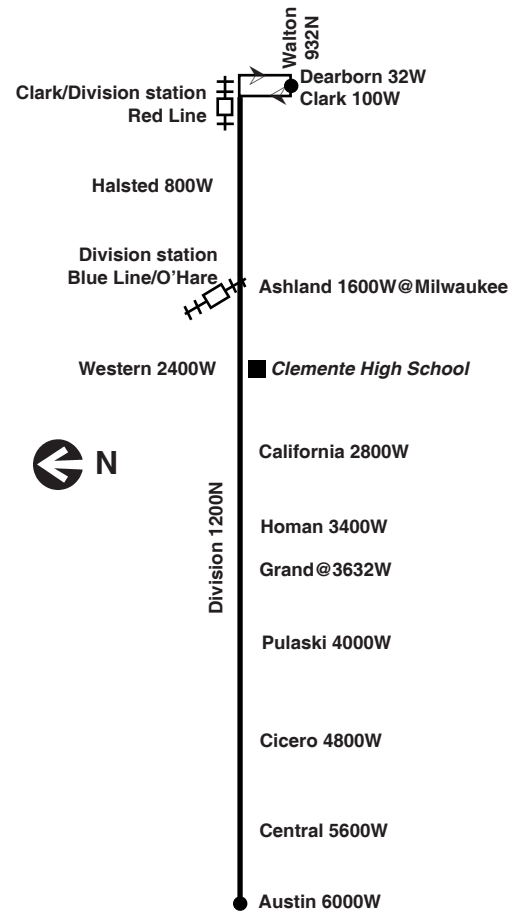 Walton
932N
Dearborn 32W
Clark 100W
Clark/Division station
Red Line
Halsted 800W
Division station
Blue Line/O'Hare
Ashland 1600W@Milwaukee
Western 2400W
Clemente High School
N
California 2800W
Homan 3400W
Division 1200N
Grand@3632W
Pulaski 4000W
Cicero 4800W
Central 5600W
Austin 6000W